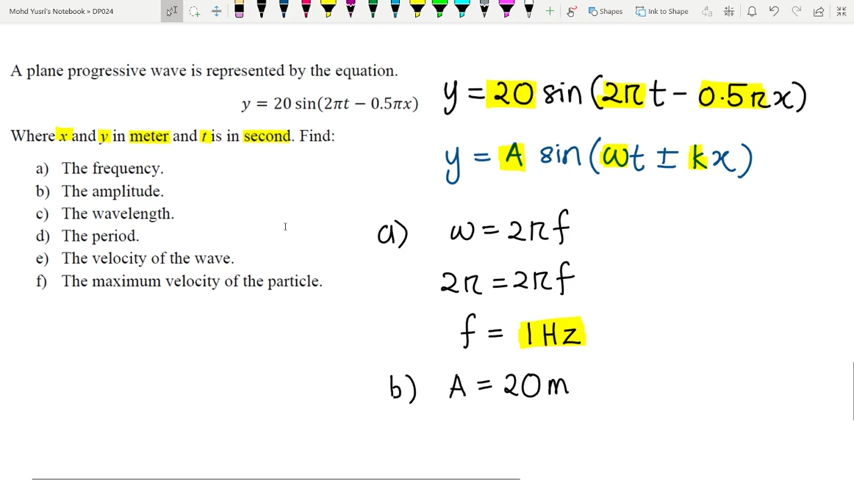 Mohd Yusri's Notebook » DP024
Shapes
Ink to Shape
A plane progressive wave is represented by the equation.
y = 20 sin(2πt − 0.5πx)
Where x and y in meter and t is in second. Find:
a) The frequency.
b) The amplitude.
c) The wavelength.
d) The period.
e) The velocity of the wave.
f) The maximum velocity of the particle.
y = 20 sin(2πt − 0.5πx)
y = A sin(ωt ± kx)
a) ω = 2πf
2π = 2πf
f = 1Hz
b) A = 20m